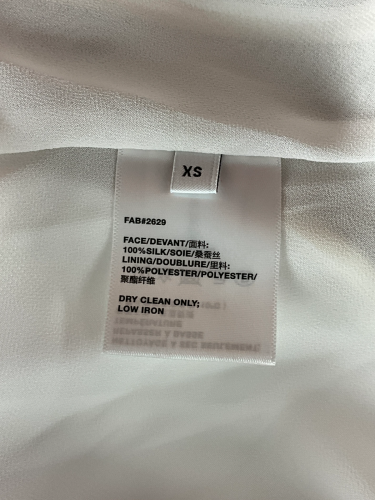 XS
FAB#2629
FACE/DEVANT/面料:
100%SILK/SOIE/桑蚕丝
LINING/DOUBLURE/里料:
100%POLYESTER/POLYESTER/
聚酯纤维
DRY CLEAN ONLY;
LOW IRON